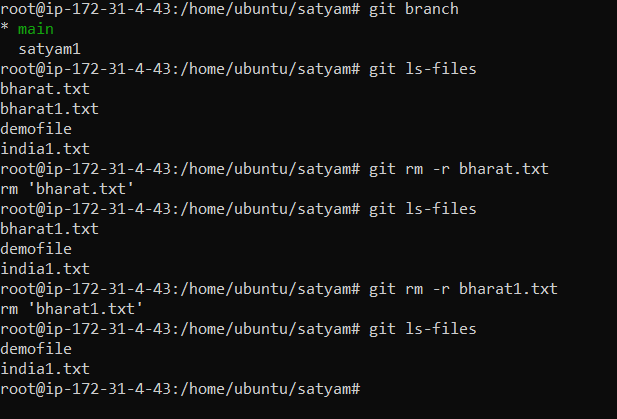 root@ip-172-31-4-43:/home/ubuntu/satyam# git branch
* main
  satyam1
root@ip-172-31-4-43:/home/ubuntu/satyam# git ls-files
bharat.txt
bharat1.txt
demofile
india1.txt
root@ip-172-31-4-43:/home/ubuntu/satyam# git rm -r bharat.txt
rm 'bharat.txt'
root@ip-172-31-4-43:/home/ubuntu/satyam# git ls-files
bharat1.txt
demofile
india1.txt
root@ip-172-31-4-43:/home/ubuntu/satyam# git rm -r bharat1.txt
rm 'bharat1.txt'
root@ip-172-31-4-43:/home/ubuntu/satyam# git ls-files
demofile
india1.txt
root@ip-172-31-4-43:/home/ubuntu/satyam#